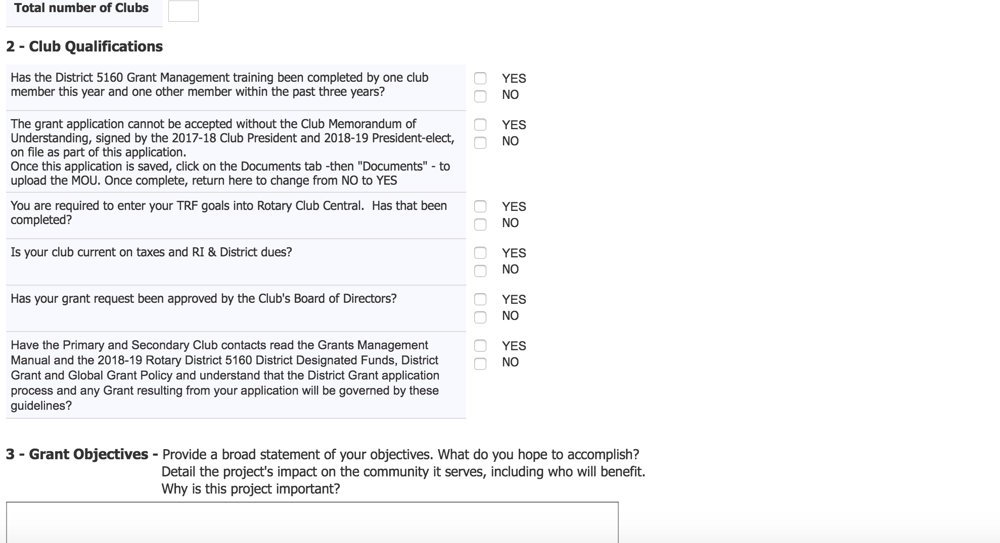 Total number of Clubs
2 - Club Qualifications
Has the District 5160 Grant Management training been completed by one club
member this year and one other member within the past three years?
YES
NO
The grant application cannot be accepted without the Club Memorandum of
Understanding, signed by the 2017-18 Club President and 2018-19 President-elect,
on file as part of this application.
Once this application is saved, click on the Documents tab -then "Documents" - to
upload the MOU. Once complete, return here to change from NO to YES
YES
NO
You are required to enter your TRF goals into Rotary Club Central.  Has that been
completed?
YES
NO
Is your club current on taxes and RI & District dues?
YES
NO
Has your grant request been approved by the Club's Board of Directors?
YES
NO
Have the Primary and Secondary Club contacts read the Grants Management
Manual and the 2018-19 Rotary District 5160 District Designated Funds, District
Grant and Global Grant Policy and understand that the District Grant application
process and any Grant resulting from your application will be governed by these
guidelines?
YES
NO
3 - Grant Objectives - Provide a broad statement of your objectives. What do you hope to accomplish?
Detail the project's impact on the community it serves, including who will benefit.
Why is this project important?